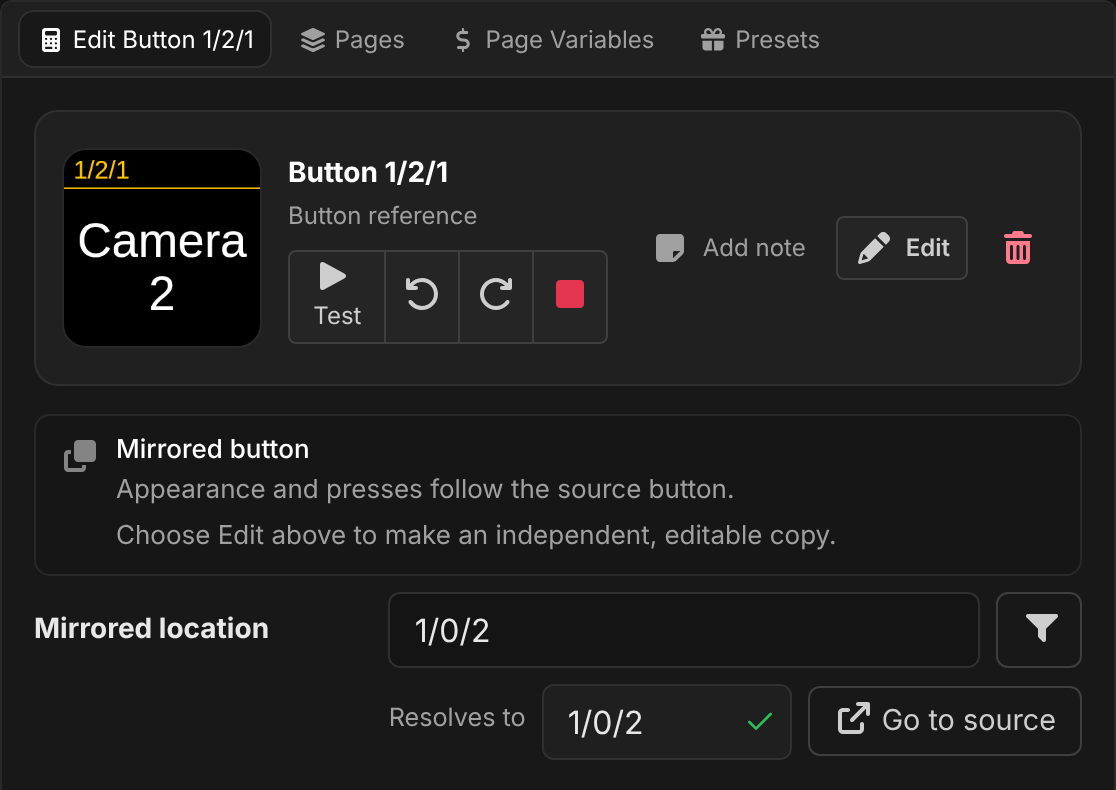 Edit Button 1/2/1 Pages $ Page Variables Presets
1/2/1
Camera
2
Button 1/2/1
Button reference
Test
Add note
Edit
Mirrored button
Appearance and presses follow the source button.
Choose Edit above to make an independent, editable copy.
Mirrored location 1/0/2
Resolves to 1/0/2 Go to source